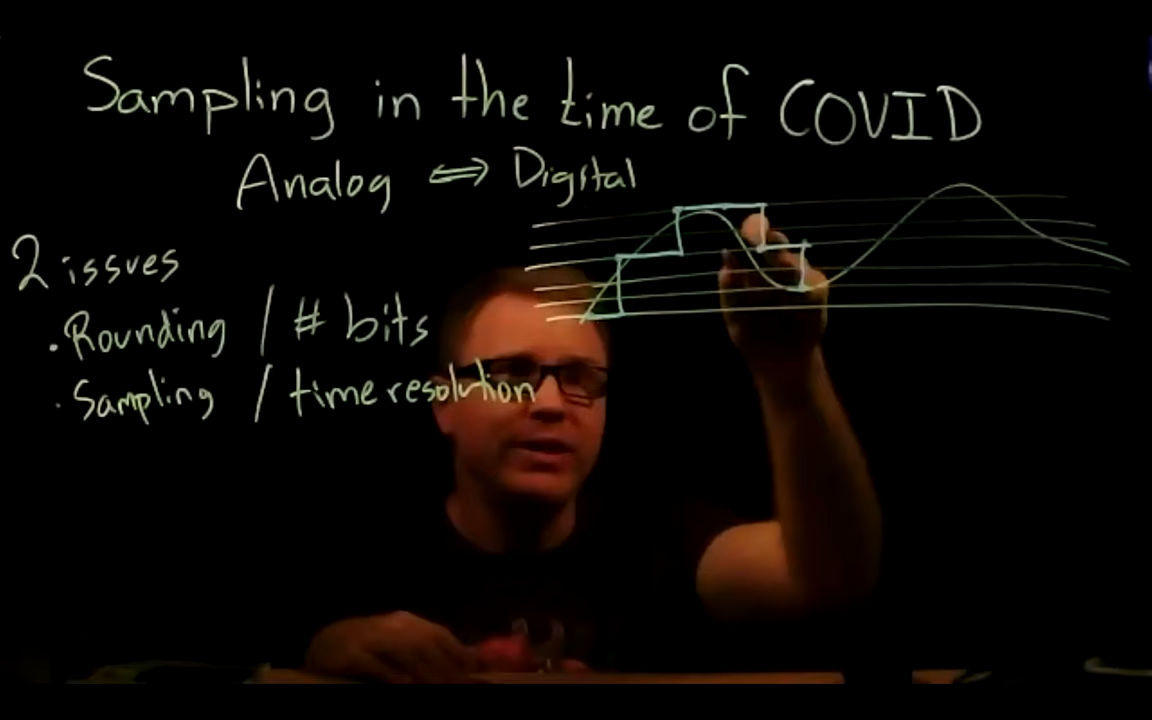 Sampling in the time of COVID
Analog ⇔ Digital
2 issues
. Rounding / # bits
. Sampling / time resolution